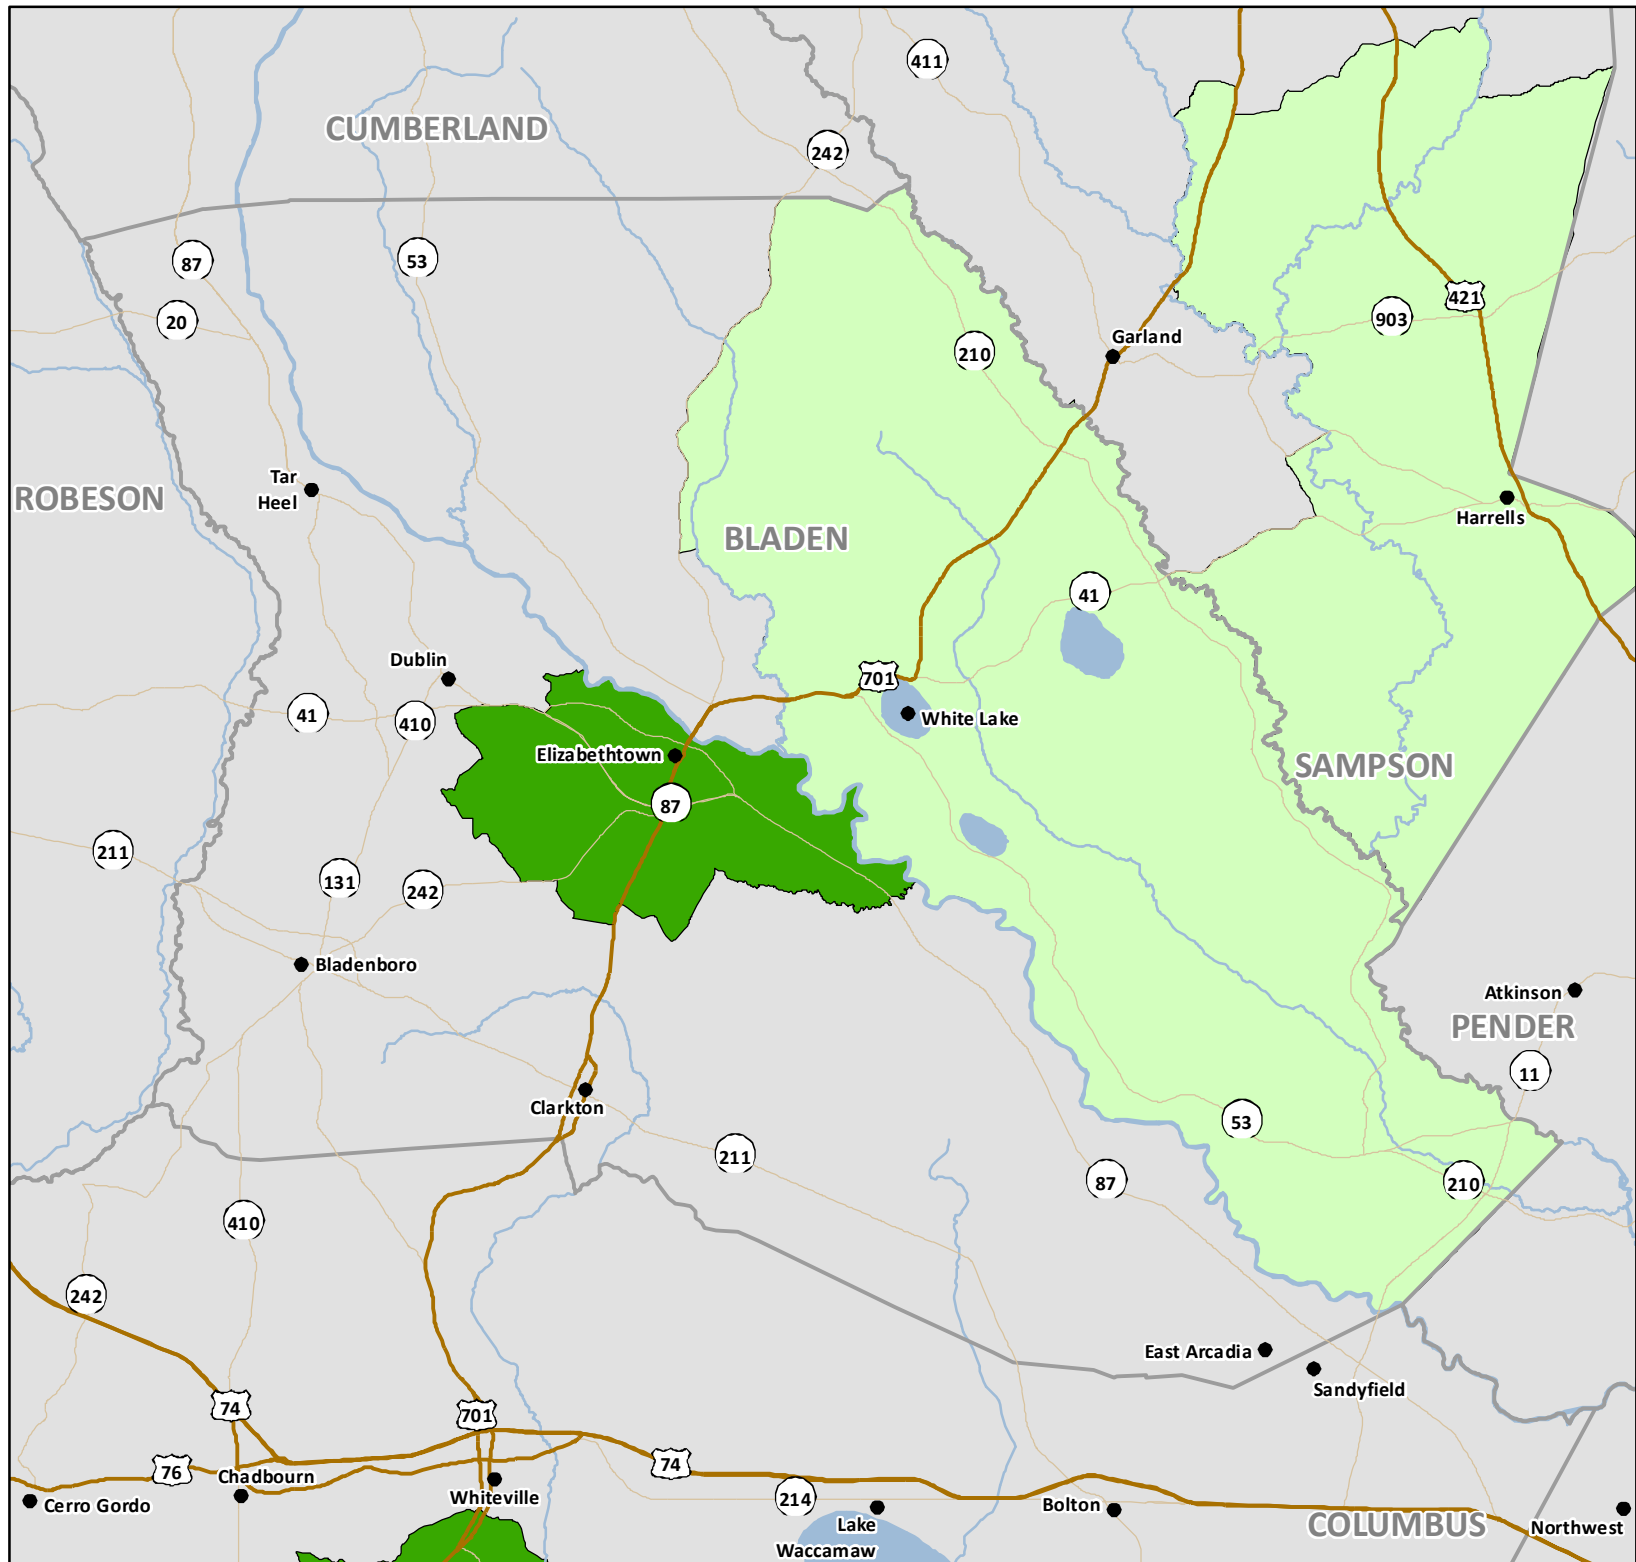 411
CUMBERLAND
242
87
53
20
421
903
Garland
210
Tar
Heel
ROBESON
Harrells
BLADEN
41
Dublin
701
41
410
White Lake
Elizabethtown
SAMPSON
87
211
131
242
Bladenboro
Atkinson
PENDER
11
Clarkton
53
211
87
210
410
242
East Arcadia
Sandyfield
74
701
76
Chadbourn
74
Cerro Gordo
Whiteville
214
Bolton
Lake
Waccamaw
COLUMBUS
Northwest